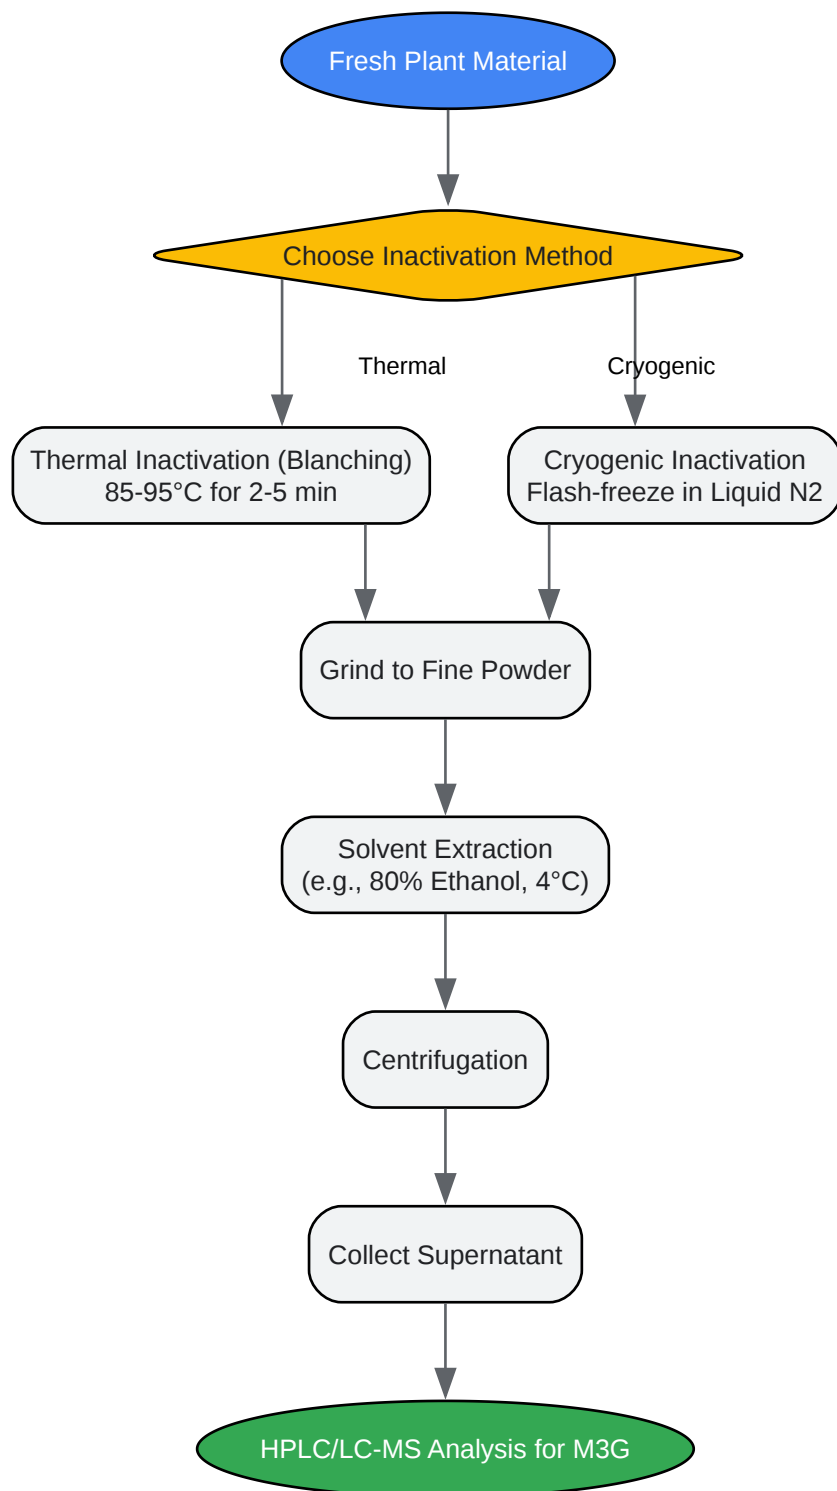 Fresh Plant Material
Choose Inactivation Method
Thermal
Cryogenic
Thermal Inactivation (Blanching)
85-95°C for 2-5 min
Cryogenic Inactivation
Flash-freeze in Liquid N2
Grind to Fine Powder
Solvent Extraction
(e.g., 80% Ethanol, 4°C)
Centrifugation
Collect Supernatant
HPLC/LC-MS Analysis for M3G